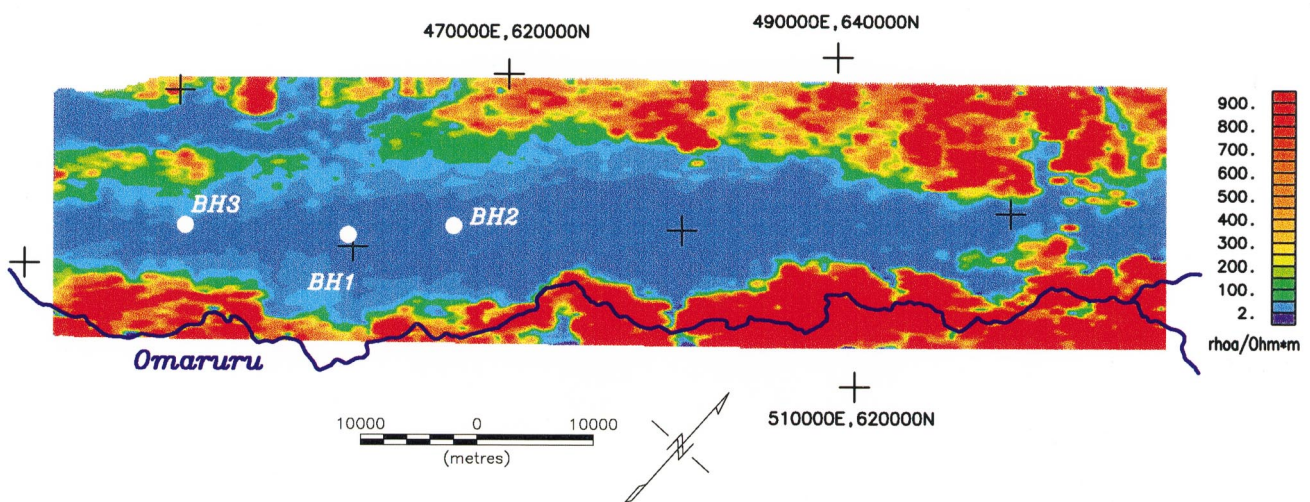 490000E,640000N
470000E,620000N
900.
800.
700.
600.
500.
400.
300.
200.
100.
2.
rhoa/Ohm*m
BH3
BH2
BH1
Omaruru
510000E,620000N
10000 0 10000
(metres)
N